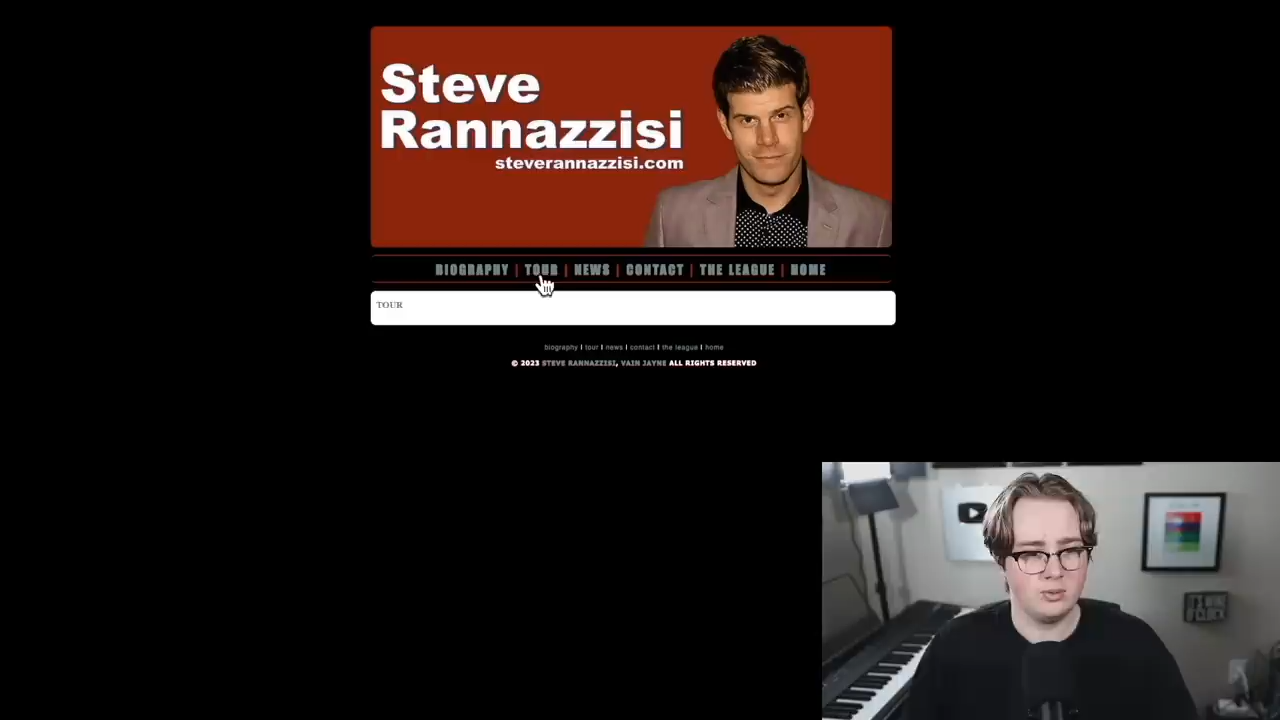 Steve
Rannazzisi
steverannazzisi.com
BIOGRAPHY | TOUR | NEWS | CONTACT | THE LEAGUE | HOME
TOUR
biography | tour | news | contact | the league | home
© 2023 STEVE RANNAZZISI, VAIN JAYNE ALL RIGHTS RESERVED